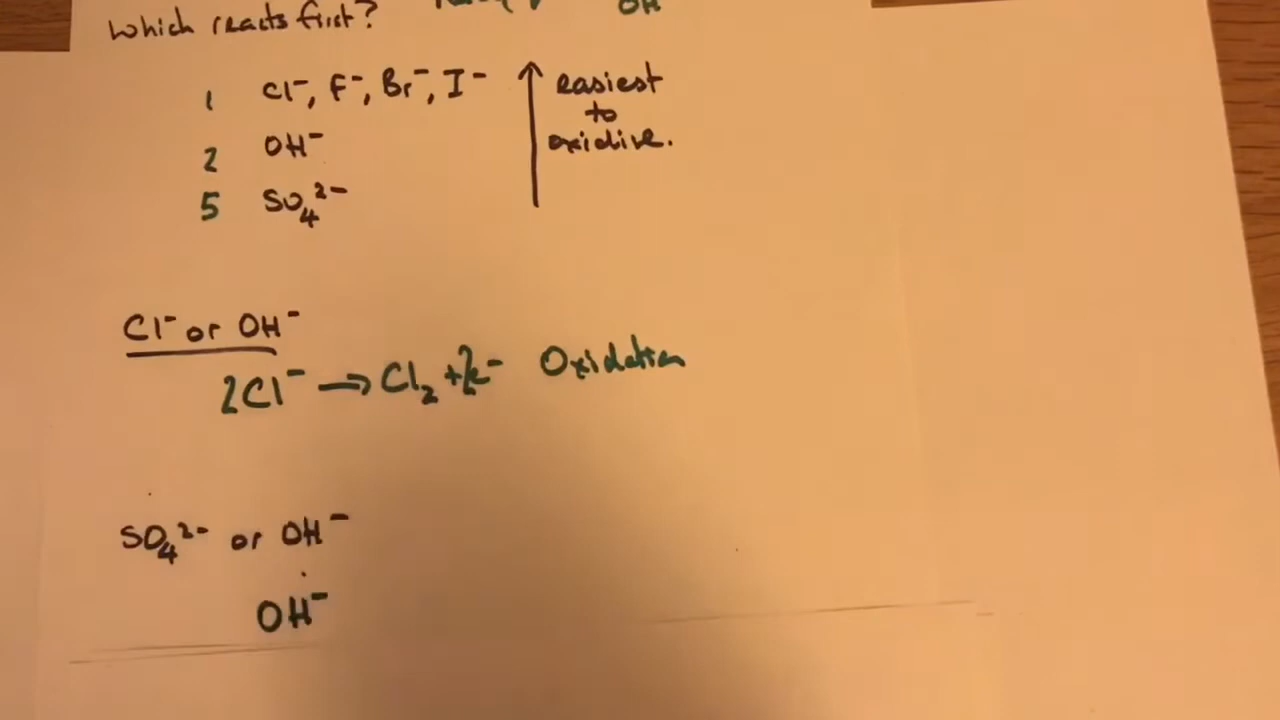 OH
Which reacts first?
1 Cl⁻, F⁻, Br⁻, I⁻
easiest
to
oxidise.
2 OH⁻
5 SO₄²⁻
Cl⁻ or OH⁻
2Cl⁻ → Cl₂ + 2e⁻ Oxidation
SO₄²⁻ or OH⁻
OH⁻